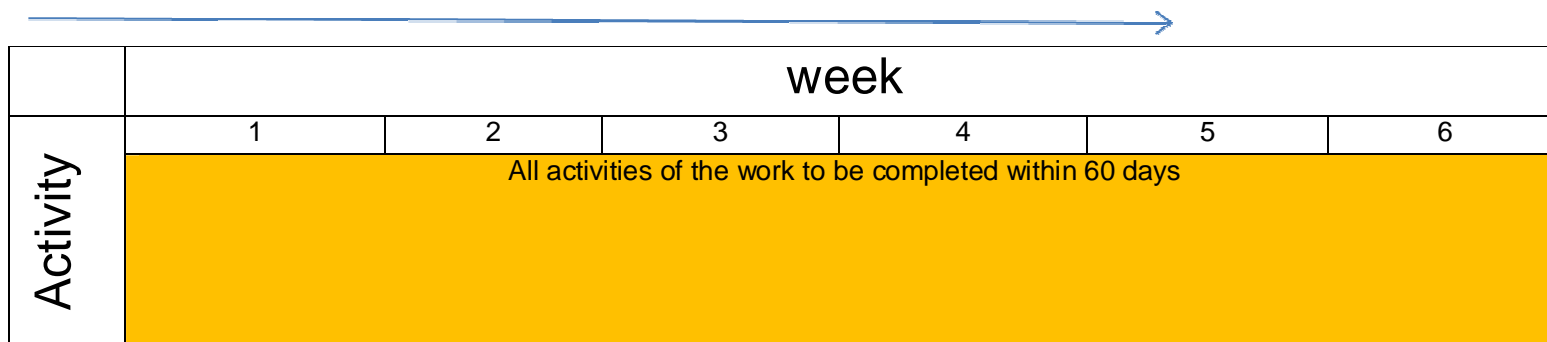 week
1 2 3 4 5 6
All activities of the work to be completed within 60 days
Activity